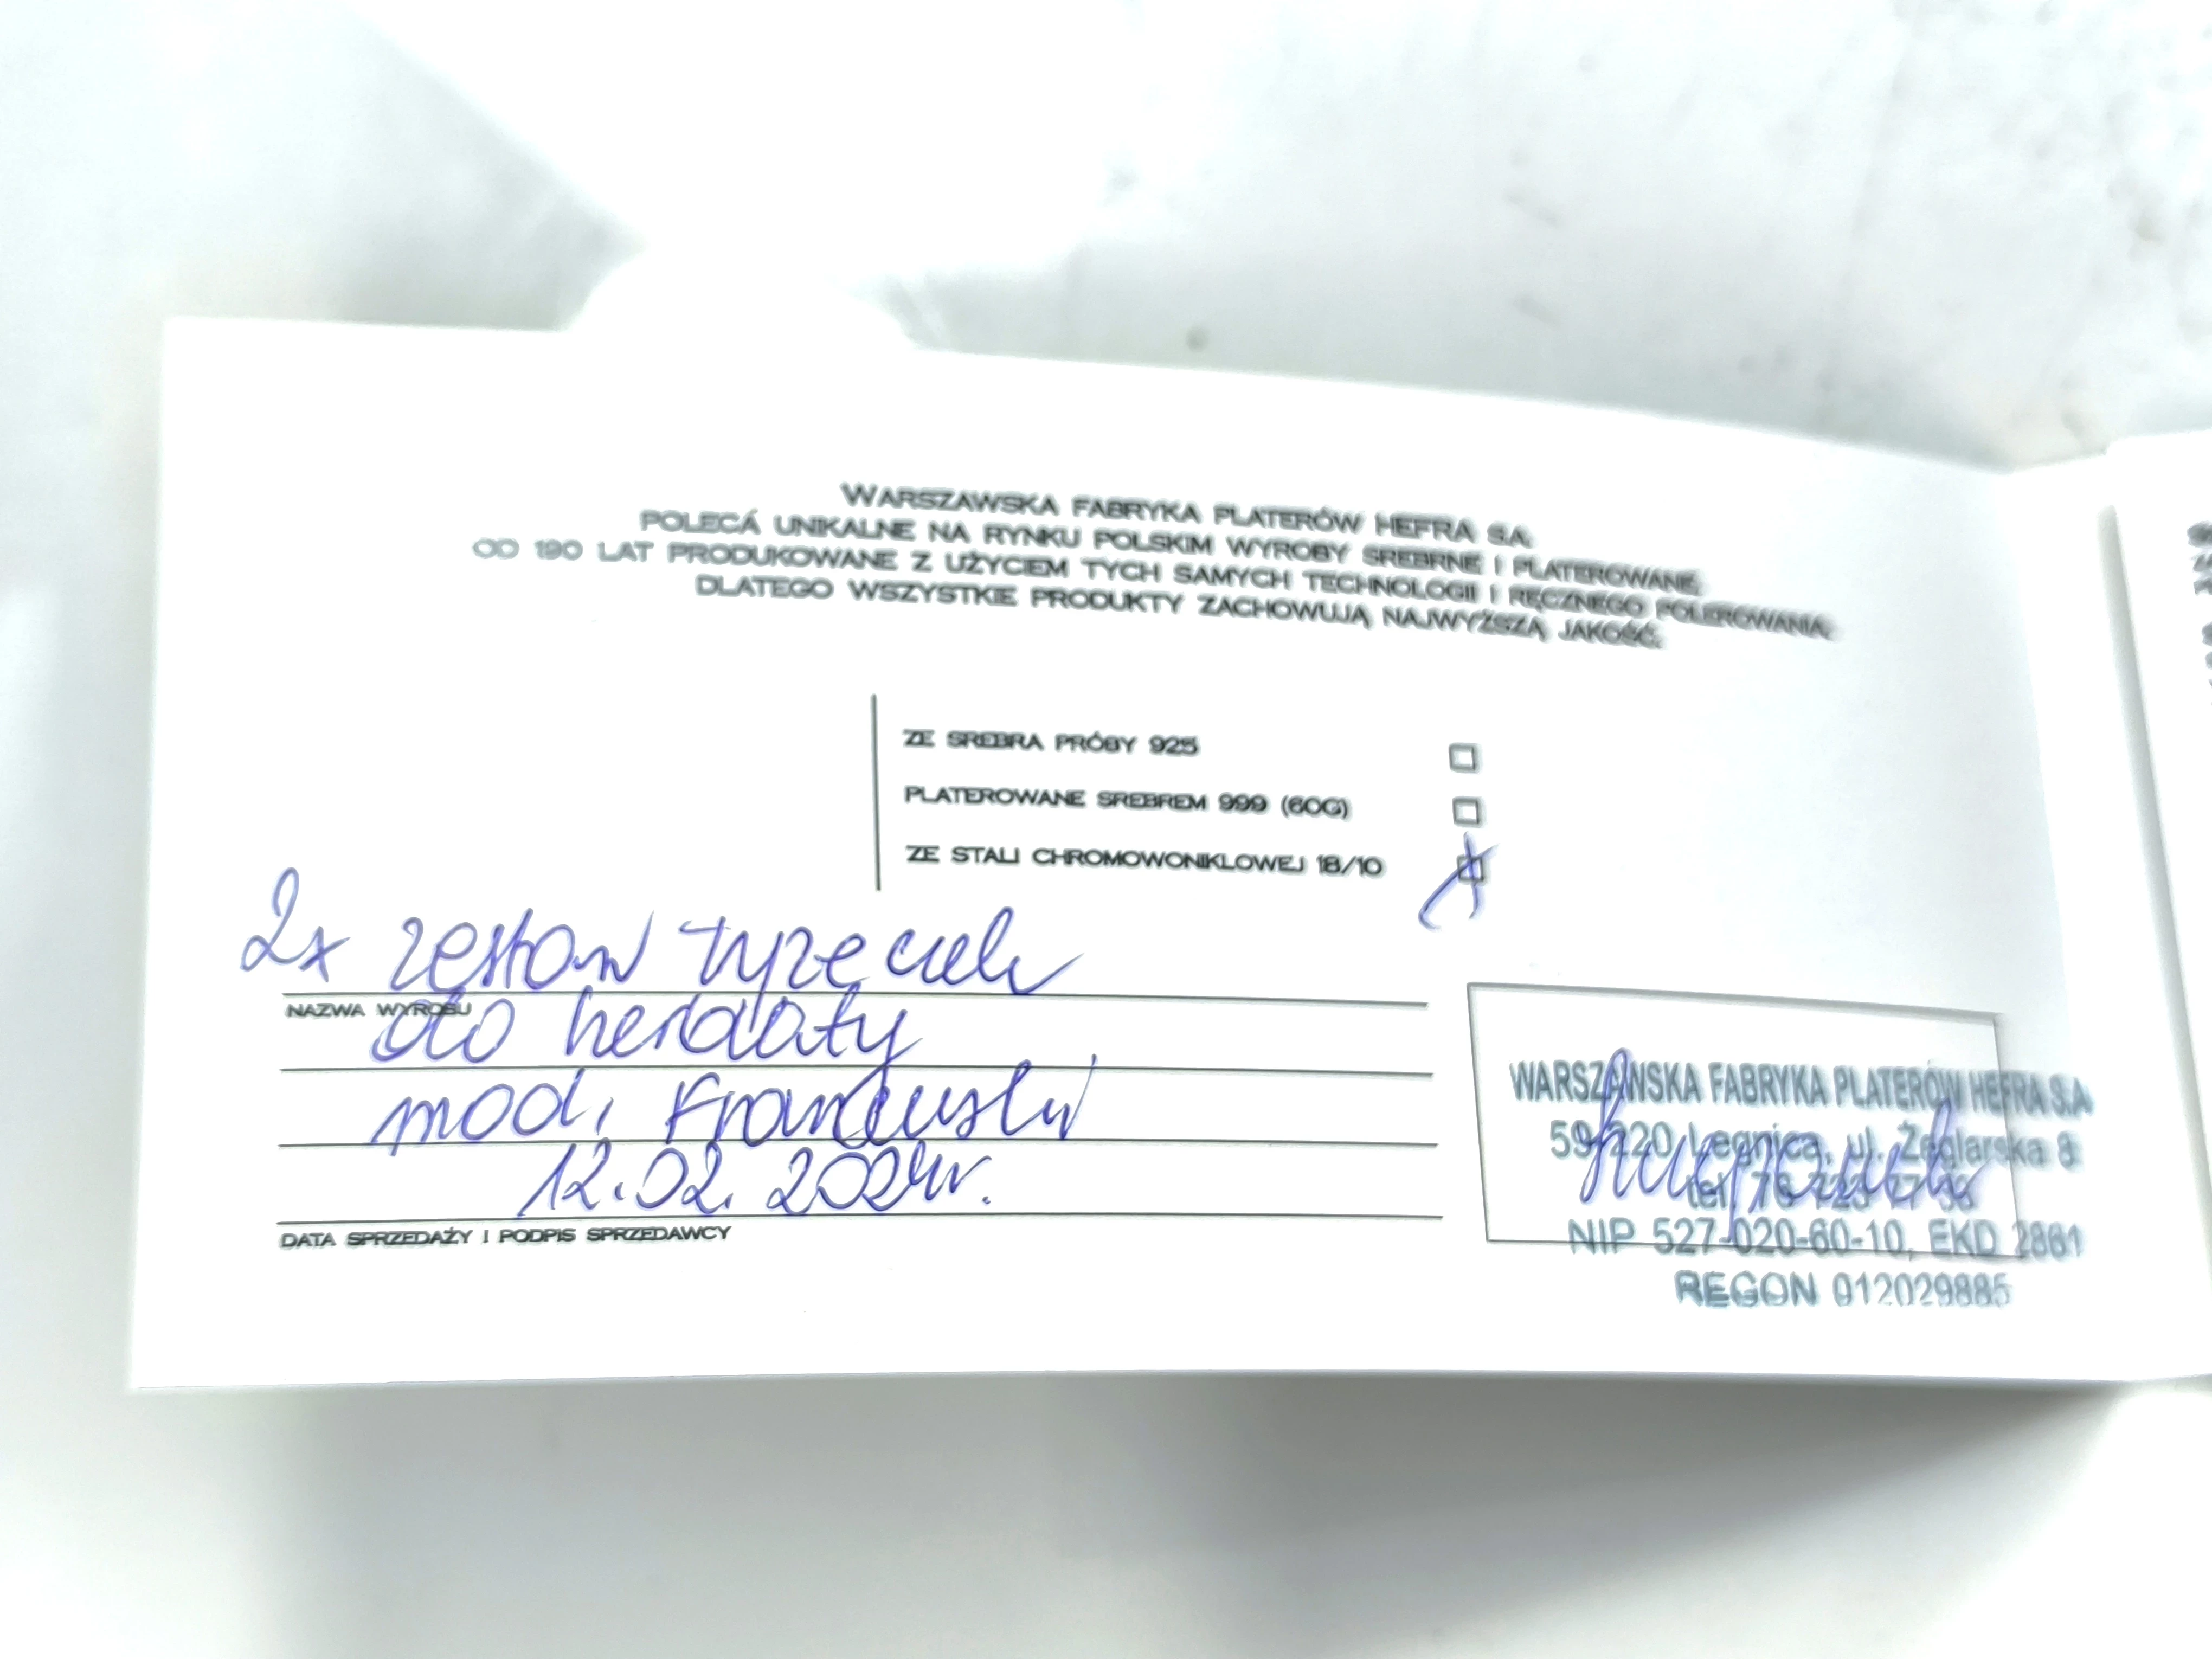 WARSZAWSKA FABRYKA PLATERÓW HEFRA SA.
POLECA UNIKALNE NA RYNKU POLSKIM WYROBY SREBRNE I PLATEROWANE,
OD 190 LAT PRODUKOWANE Z UŻYCIEM TYCH SAMYCH TECHNOLOGII I RĘCZNEGO POLEROWANIA,
DLATEGO WSZYSTKIE PRODUKTY ZACHOWUJĄ NAJWYŻSZĄ JAKOŚĆ.
ZE SREBRA PRÓBY 925
PLATEROWANE SREBREM 999 (60G)
ZE STALI CHROMOWONIKLOWEJ 18/10
2x zestaw łyżeczek
NAZWA WYROBU
do herbaty
mod. Francuski
12.02.2024r.
DATA SPRZEDAŻY I PODPIS SPRZEDAWCY
WARSZAWSKA FABRYKA PLATERÓW HEFRA S.A.
59-220 Legnica, ul. Żeglarska 8
tel. 76
NIP 527-020-60-10, EKD 2861
REGON 012029885